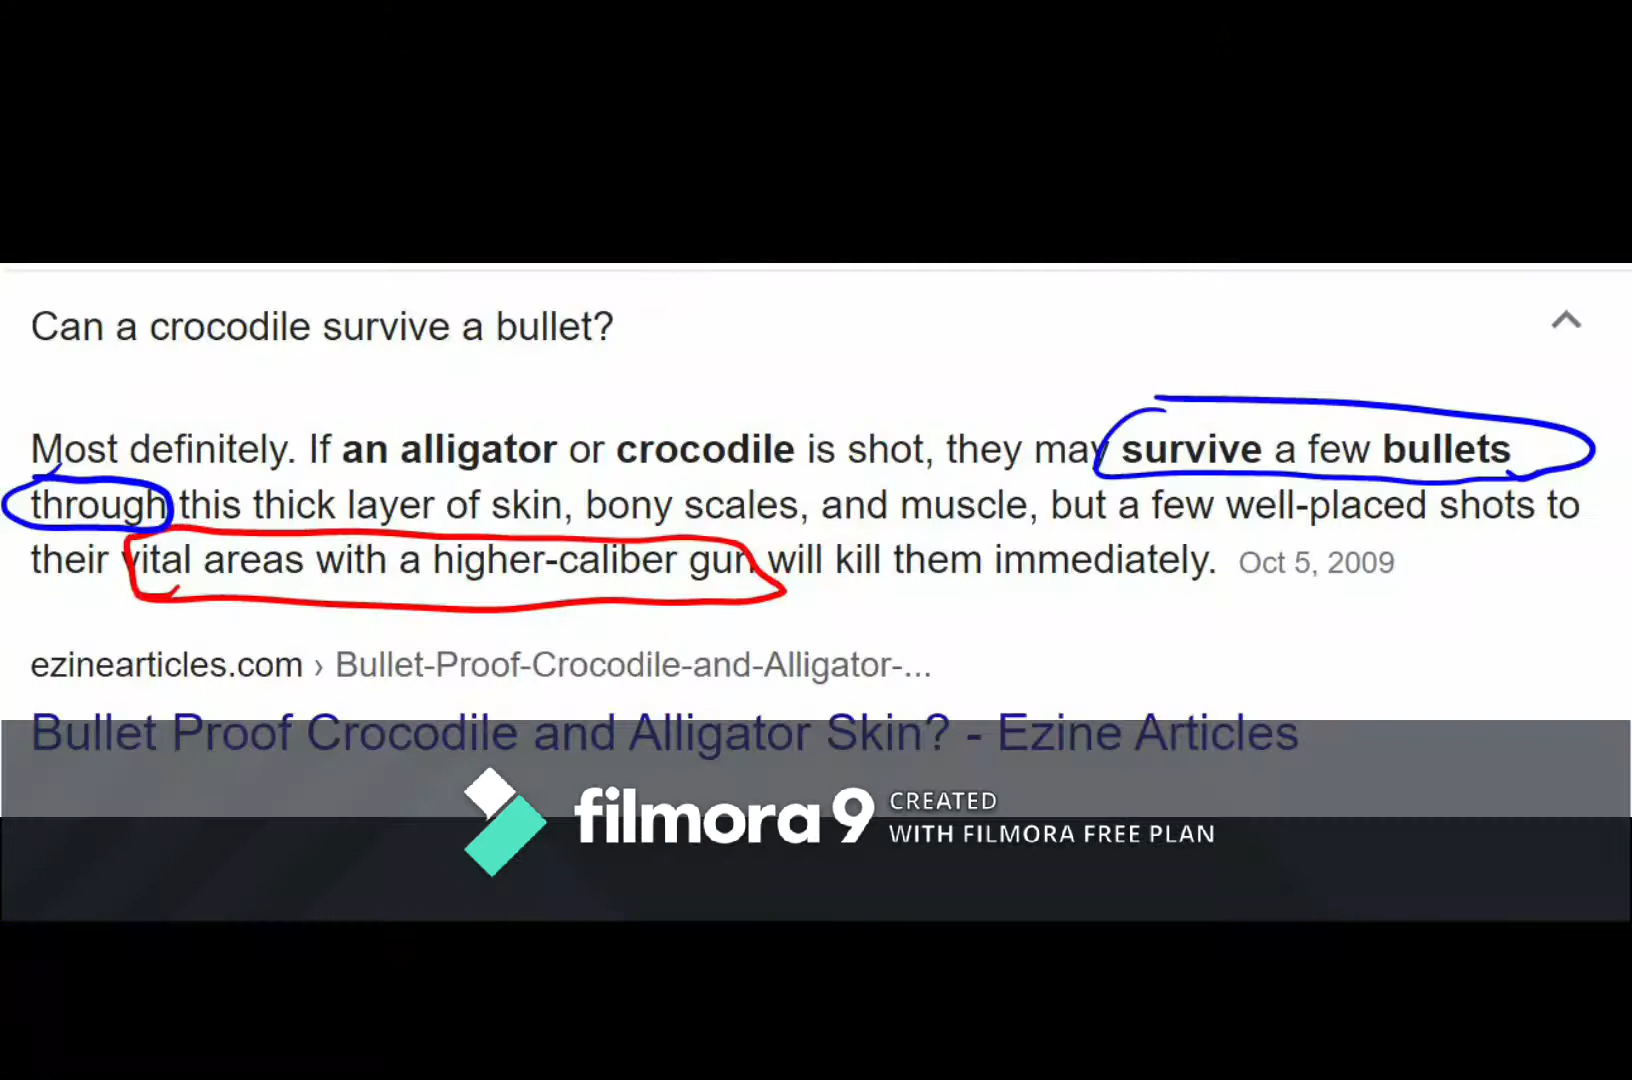 Can a crocodile survive a bullet?
Most definitely. If an alligator or crocodile is shot, they may survive a few bullets
through this thick layer of skin, bony scales, and muscle, but a few well-placed shots to
their vital areas with a higher-caliber gun will kill them immediately. Oct 5, 2009
ezinearticles.com › Bullet-Proof-Crocodile-and-Alligator-...
Bullet Proof Crocodile and Alligator Skin? - Ezine Articles
filmora 9 CREATED
WITH FILMORA FREE PLAN